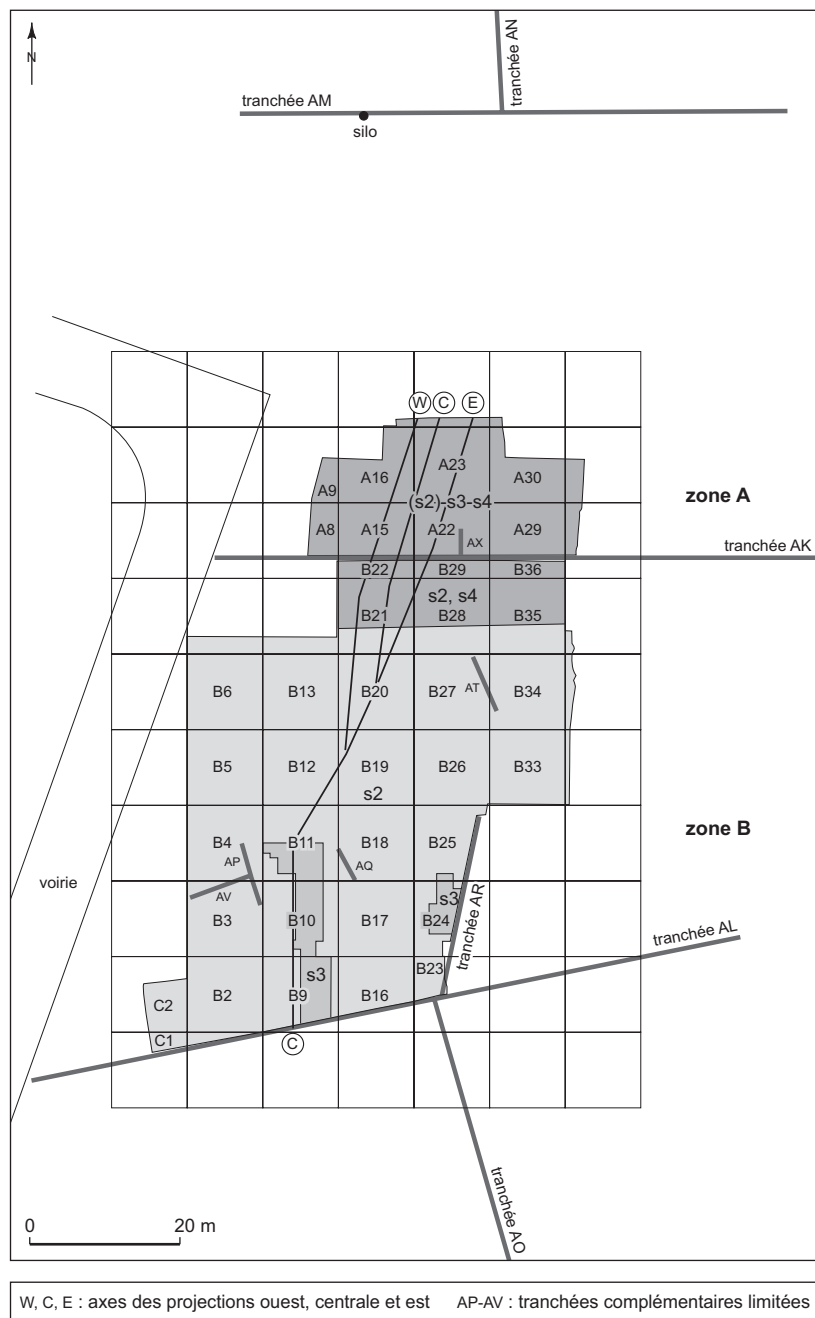 N
tranchée AN
tranchée AM
silo
W C E
A16 A23 A30
A9
(s2)-s3-s4
zone A
A8 A15 A22 A29
AX
tranchée AK
B22 B29 B36
s2, s4
B21 B28 B35
B6 B13 B20 B27 AT B34
B5 B12 B19 B26 B33
s2
B4 B11 B18 B25
zone B
AP AQ
voirie
AV
s3
B3 B10 B17 B24
tranchée AR
tranchée AL
B23
s3
C2 B2 B9 B16
C1
C
tranchée AO
0 20 m
W, C, E : axes des projections ouest, centrale et est AP-AV : tranchées complémentaires limitées